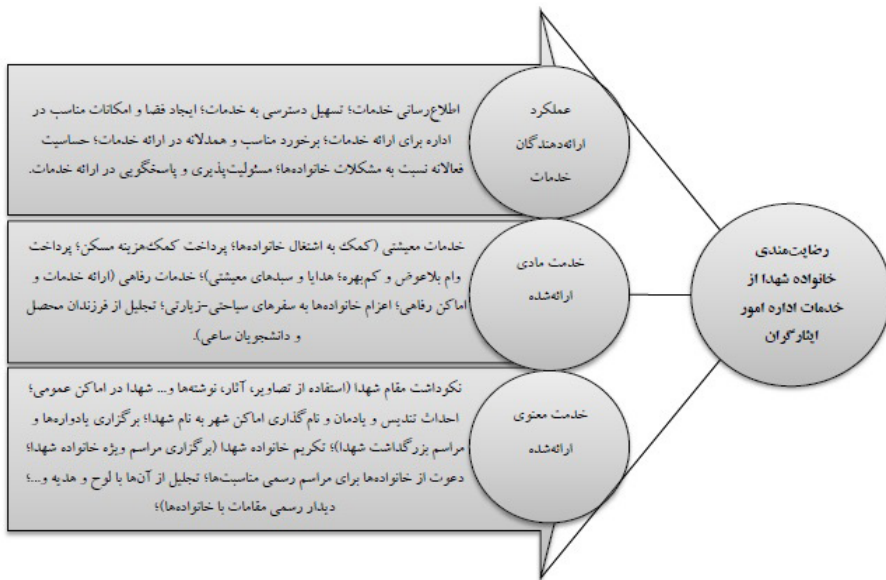 رضایت‌مندی
خانواده شهدا از
خدمات اداره امور
ایثارگران
عملکرد
ارائه‌دهندگان
خدمات
اطلاع‌رسانی خدمات؛ تسهیل دسترسی به خدمات؛ ایجاد فضا و امکانات مناسب در
اداره برای ارائه خدمات؛ برخورد مناسب و همدلانه در ارائه خدمات؛ حساسیت
فعالانه نسبت به مشکلات خانواده‌ها؛ مسئولیت‌پذیری و پاسخگویی در ارائه خدمات.
خدمت مادی
ارائه‌شده
خدمات معیشتی (کمک به اشتغال خانواده‌ها؛ پرداخت کمک‌هزینه مسکن؛ پرداخت
وام بلاعوض و کم‌بهره؛ هدایا و سبدهای معیشتی)؛ خدمات رفاهی (ارائه خدمات و
اماکن رفاهی؛ اعزام خانواده‌ها به سفرهای سیاحتی-زیارتی؛ تجلیل از فرزندان محصل
و دانشجویان ساعی).
خدمت معنوی
ارائه‌شده
نکوداشت مقام شهدا (استفاده از تصاویر، آثار، نوشته‌ها و... شهدا در اماکن عمومی؛
احداث تندیس و یادمان و نام‌گذاری اماکن شهر به نام شهدا؛ برگزاری یادواره‌ها و
مراسم بزرگداشت شهدا)؛ تکریم خانواده شهدا (برگزاری مراسم ویژه خانواده شهدا؛
دعوت از خانواده‌ها برای مراسم رسمی مناسبت‌ها؛ تجلیل از آن‌ها با لوح و هدیه و...؛
دیدار رسمی مقامات با خانواده‌ها)؛